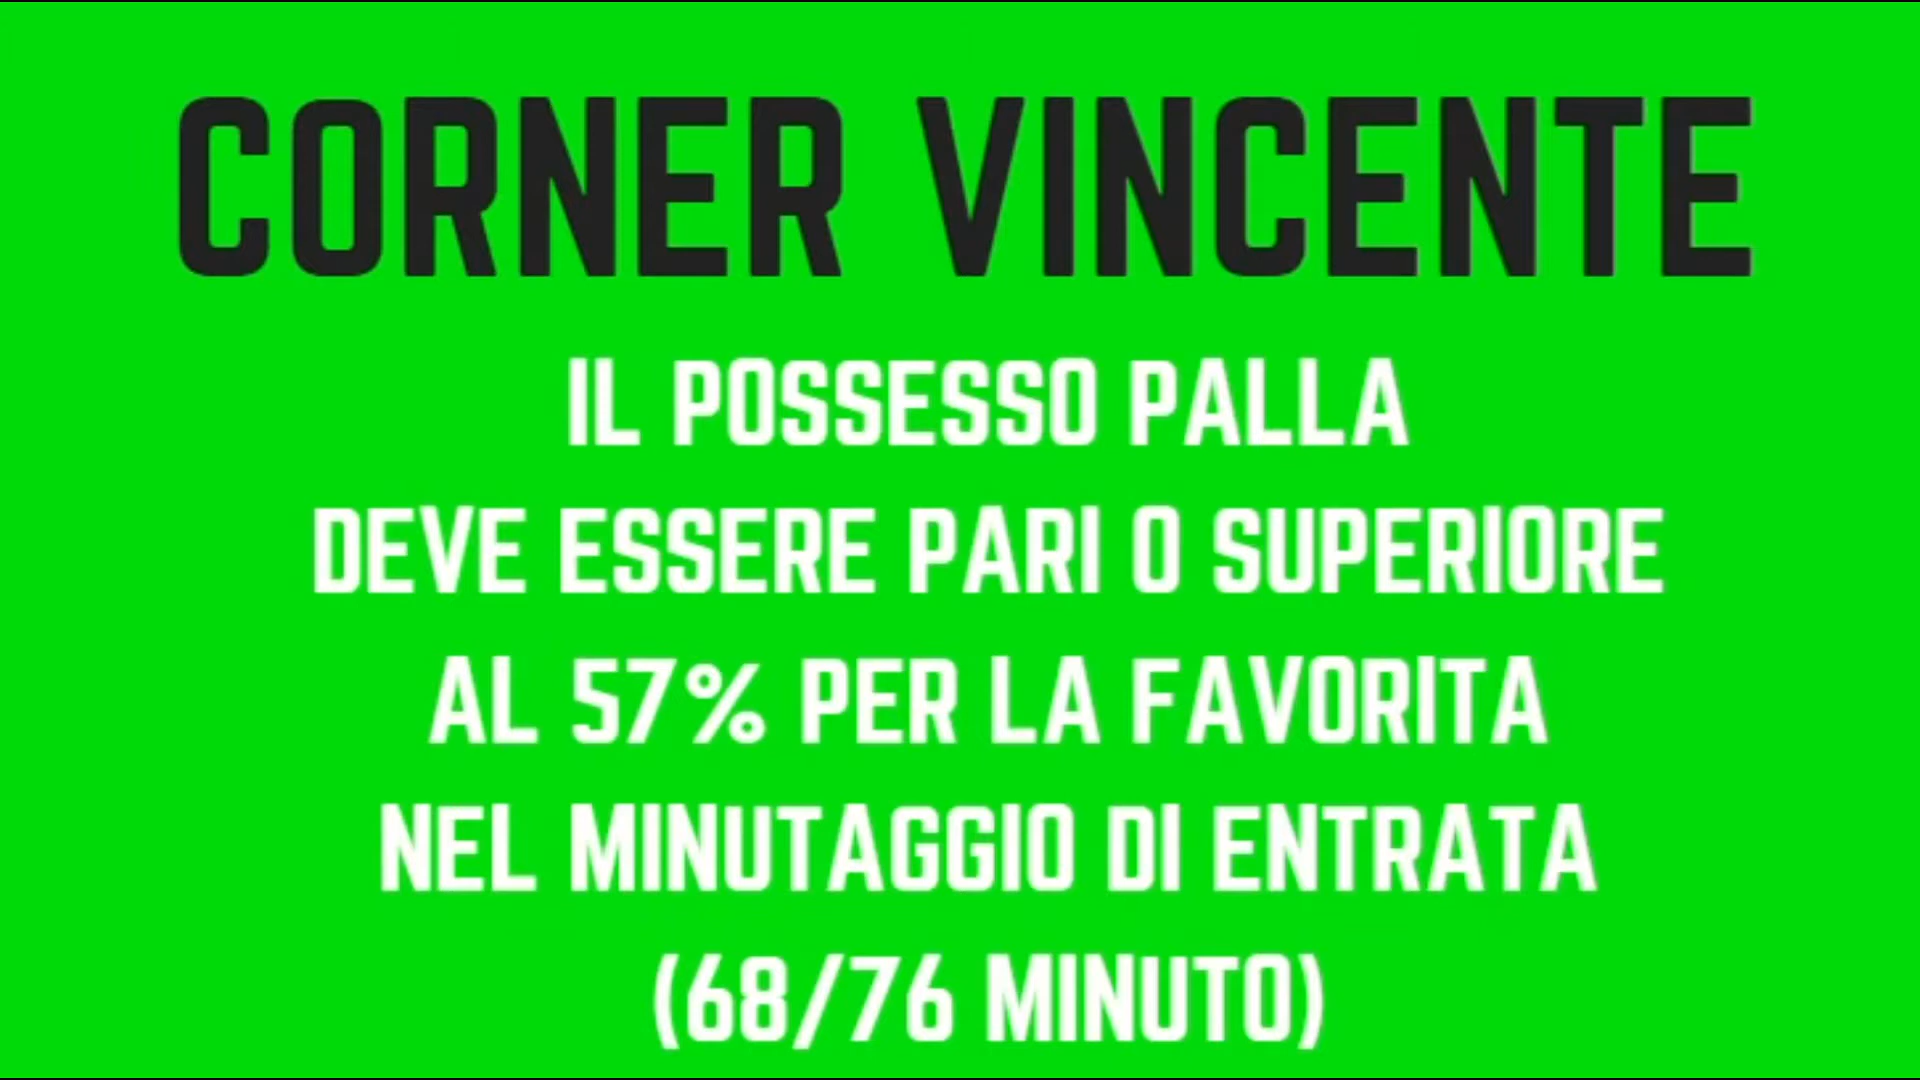 CORNER VINCENTE
IL POSSESSO PALLA
DEVE ESSERE PARI O SUPERIORE
AL 57% PER LA FAVORITA
NEL MINUTAGGIO DI ENTRATA
(68/76 MINUTO)